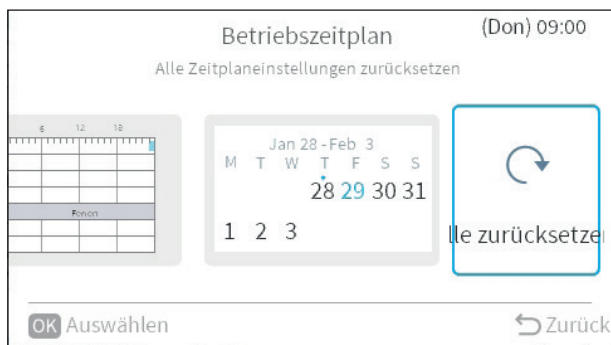 Betriebszeitplan
(Don) 09:00
Alle Zeitplaneinstellungen zurücksetzen
6 12 18
Ferien
Jan 28 - Feb 3
M T W T F S S
28 29 30 31
1 2 3
lle zurücksetze
OK Auswählen
Zurück